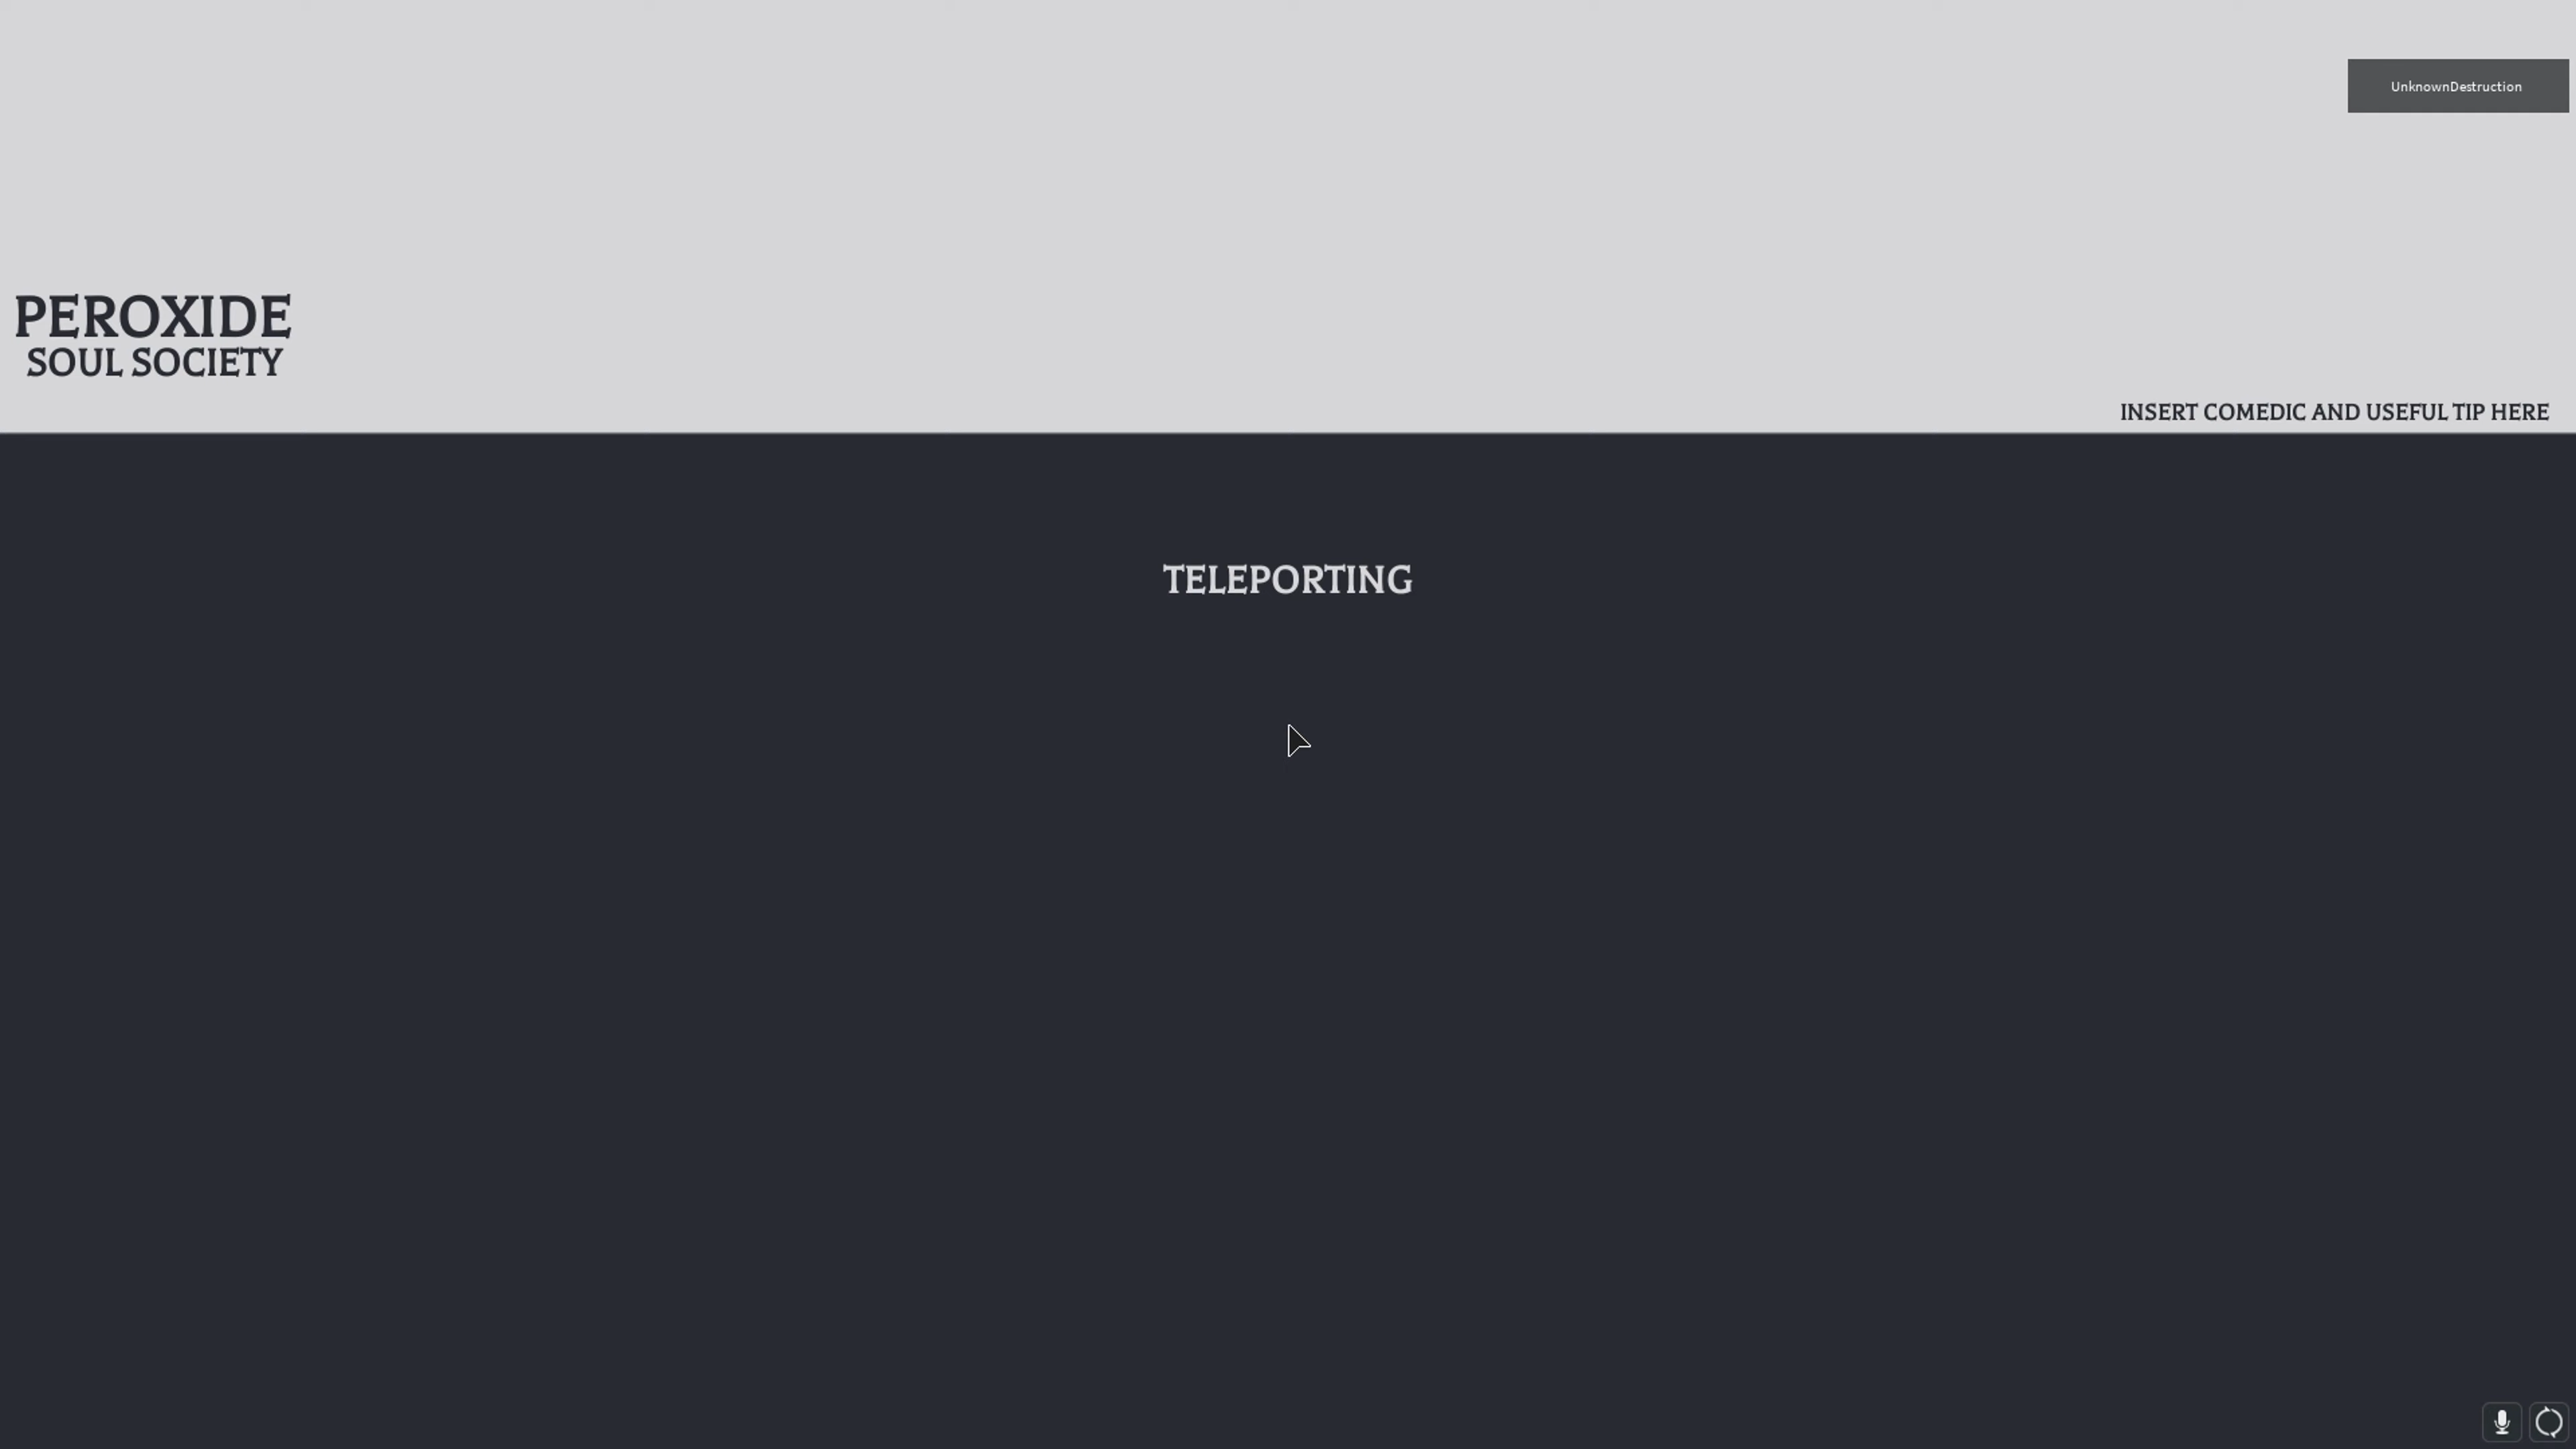 UnknownDestruction
PEROXIDE
SOUL SOCIETY
INSERT COMEDIC AND USEFUL TIP HERE
TELEPORTING